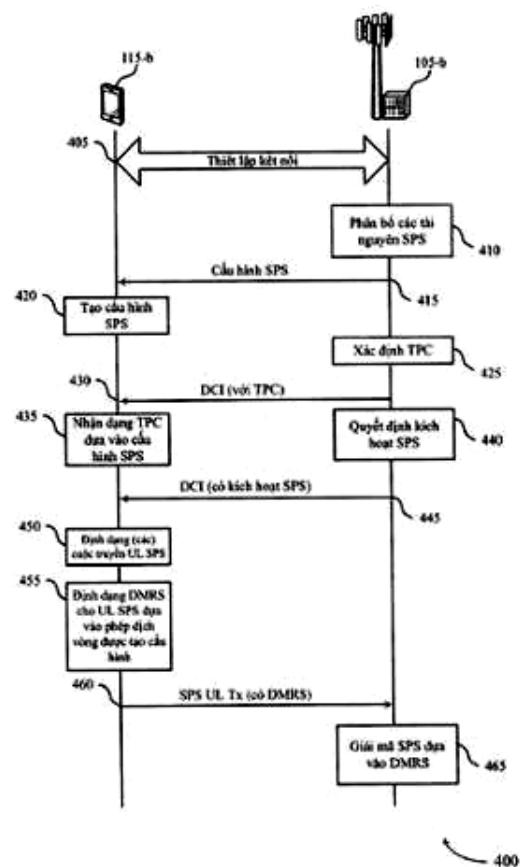 115-b
105-b
405
Thiết lập kết nối
Phân bổ các tài
nguyên SPS
410
Cấu hình SPS
415
420
Tạo cấu hình
SPS
Xác định TPC
425
430
DCI (với TPC)
435
Nhận dạng TPC
dựa vào cấu
hình SPS
Quyết định kích
hoạt SPS
440
DCI (có kích hoạt SPS)
445
450
Định dạng (các)
cuộc truyền UL SPS
455
Định dạng DMRS
cho UL SPS dựa
vào phép dịch
vòng được tạo cấu
hình
460
SPS UL Tx (có DMRS)
Giải mã SPS dựa
vào DMRS
465
400